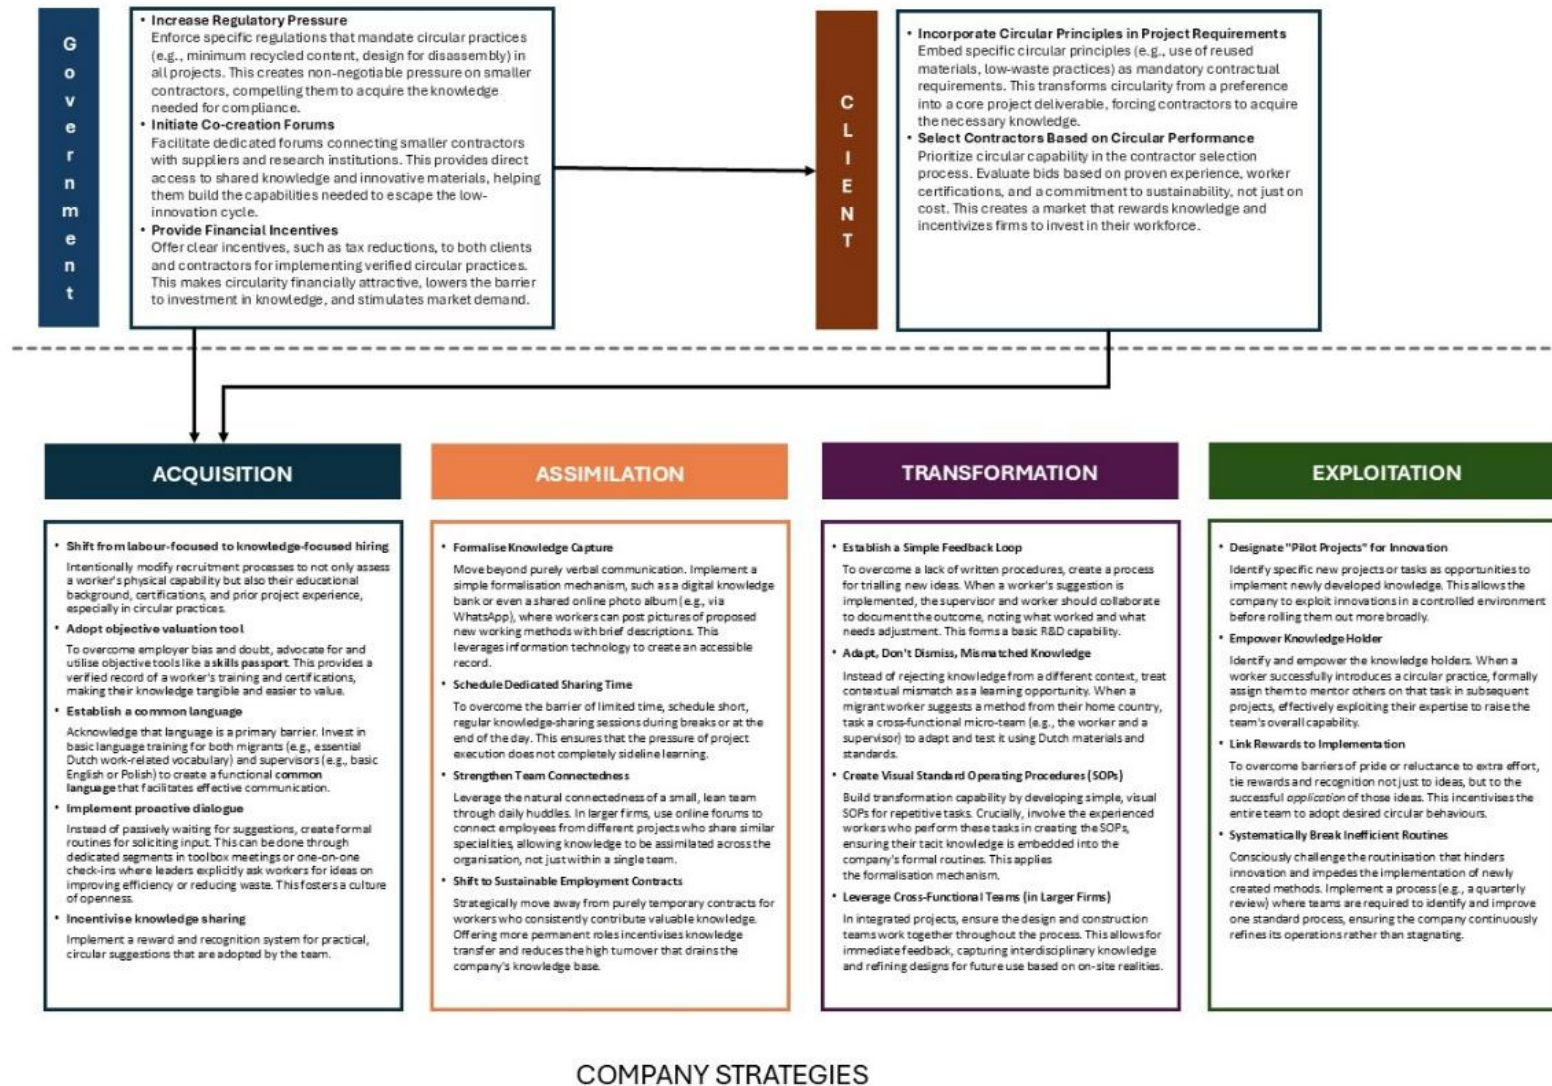 Government
• Increase Regulatory Pressure
Enforce specific regulations that mandate circular practices
(e.g., minimum recycled content, design for disassembly) in
all projects. This creates non-negotiable pressure on smaller
contractors, compelling them to acquire the knowledge
needed for compliance.
• Initiate Co-creation Forums
Facilitate dedicated forums connecting smaller contractors
with suppliers and research institutions. This provides direct
access to shared knowledge and innovative materials, helping
them build the capabilities needed to escape the low-
innovation cycle.
• Provide Financial Incentives
Offer clear incentives, such as tax reductions, to both clients
and contractors for implementing verified circular practices.
This makes circularity financially attractive, lowers the barrier
to investment in knowledge, and stimulates market demand.
CLIENT
• Incorporate Circular Principles in Project Requirements
Embed specific circular principles (e.g., use of reused
materials, low-waste practices) as mandatory contractual
requirements. This transforms circularity from a preference
into a core project deliverable, forcing contractors to acquire
the necessary knowledge.
• Select Contractors Based on Circular Performance
Prioritize circular capability in the contractor selection
process. Evaluate bids based on proven experience, worker
certifications, and a commitment to sustainability, not just on
cost. This creates a market that rewards knowledge and
incentivizes firms to invest in their workforce.
ACQUISITION
• Shift from labour-focused to knowledge-focused hiring
Intentionally modify recruitment processes to not only assess
a worker's physical capability but also their educational
background, certifications, and prior project experience,
especially in circular practices.
• Adopt objective valuation tool
To overcome employer bias and doubt, advocate for and
utilise objective tools like a skills passport. This provides a
verified record of a worker's training and certifications,
making their knowledge tangible and easier to value.
• Establish a common language
Acknowledge that language is a primary barrier. Invest in
basic language training for both migrants (e.g., essential
Dutch work-related vocabulary) and supervisors (e.g., basic
English or Polish) to create a functional common
language that facilitates effective communication.
• Implement proactive dialogue
Instead of passively waiting for suggestions, create formal
routines for soliciting input. This can be done through
dedicated segments in toolbox meetings or one-on-one
check-ins where leaders explicitly ask workers for ideas on
improving efficiency or reducing waste. This fosters a culture
of openness.
• Incentivise knowledge sharing
Implement a reward and recognition system for practical,
circular suggestions that are adopted by the team.
ASSIMILATION
• Formalise Knowledge Capture
Move beyond purely verbal communication. Implement a
simple formalisation mechanism, such as a digital knowledge
bank or even a shared online photo album (e.g., via
WhatsApp), where workers can post pictures of proposed
new working methods with brief descriptions. This
leverages information technology to create an accessible
record.
• Schedule Dedicated Sharing Time
To overcome the barrier of limited time, schedule short,
regular knowledge-sharing sessions during breaks or at the
end of the day. This ensures that the pressure of project
execution does not completely sideline learning.
• Strengthen Team Connectedness
Leverage the natural connectedness of a small, lean team
through daily huddles. In larger firms, use online forums to
connect employees from different projects who share similar
specialities, allowing knowledge to be assimilated across the
organisation, not just within a single team.
• Shift to Sustainable Employment Contracts
Strategically move away from purely temporary contracts for
workers who consistently contribute valuable knowledge.
Offering more permanent roles incentivises knowledge
transfer and reduces the high turnover that drains the
company's knowledge base.
TRANSFORMATION
• Establish a Simple Feedback Loop
To overcome a lack of written procedures, create a process
for trialling new ideas. When a worker's suggestion is
implemented, the supervisor and worker should collaborate
to document the outcome, noting what worked and what
needs adjustment. This forms a basic R&D capability.
• Adapt, Don't Dismiss, Mismatched Knowledge
Instead of rejecting knowledge from a different context, treat
contextual mismatch as a learning opportunity. When a
migrant worker suggests a method from their home country,
task a cross-functional micro-team (e.g., the worker and a
supervisor) to adapt and test it using Dutch materials and
standards.
• Create Visual Standard Operating Procedures (SOPs)
Build transformation capability by developing simple, visual
SOPs for repetitive tasks. Crucially, involve the experienced
workers who perform these tasks in creating the SOPs,
ensuring their tacit knowledge is embedded into the
company's formal routines. This applies
the formalisation mechanism.
• Leverage Cross-Functional Teams (in Larger Firms)
In integrated projects, ensure the design and construction
teams work together throughout the process. This allows for
immediate feedback, capturing interdisciplinary knowledge
and refining designs for future use based on on-site realities.
EXPLOITATION
• Designate "Pilot Projects" for Innovation
Identify specific new projects or tasks as opportunities to
implement newly developed knowledge. This allows the
company to exploit innovations in a controlled environment
before rolling them out more broadly.
• Empower Knowledge Holder
Identify and empower the knowledge holders. When a
worker successfully introduces a circular practice, formally
assign them to mentor others on that task in subsequent
projects, effectively exploiting their expertise to raise the
team's overall capability.
• Link Rewards to Implementation
To overcome barriers of pride or reluctance to extra effort,
tie rewards and recognition not just to ideas, but to the
successful application of those ideas. This incentivises the
entire team to adopt desired circular behaviours.
• Systematically Break Inefficient Routines
Consciously challenge the routinisation that hinders
innovation and impedes the implementation of newly
created methods. Implement a process (e.g., a quarterly
review) where teams are required to identify and improve
one standard process, ensuring the company continuously
refines its operations rather than stagnating.
COMPANY STRATEGIES